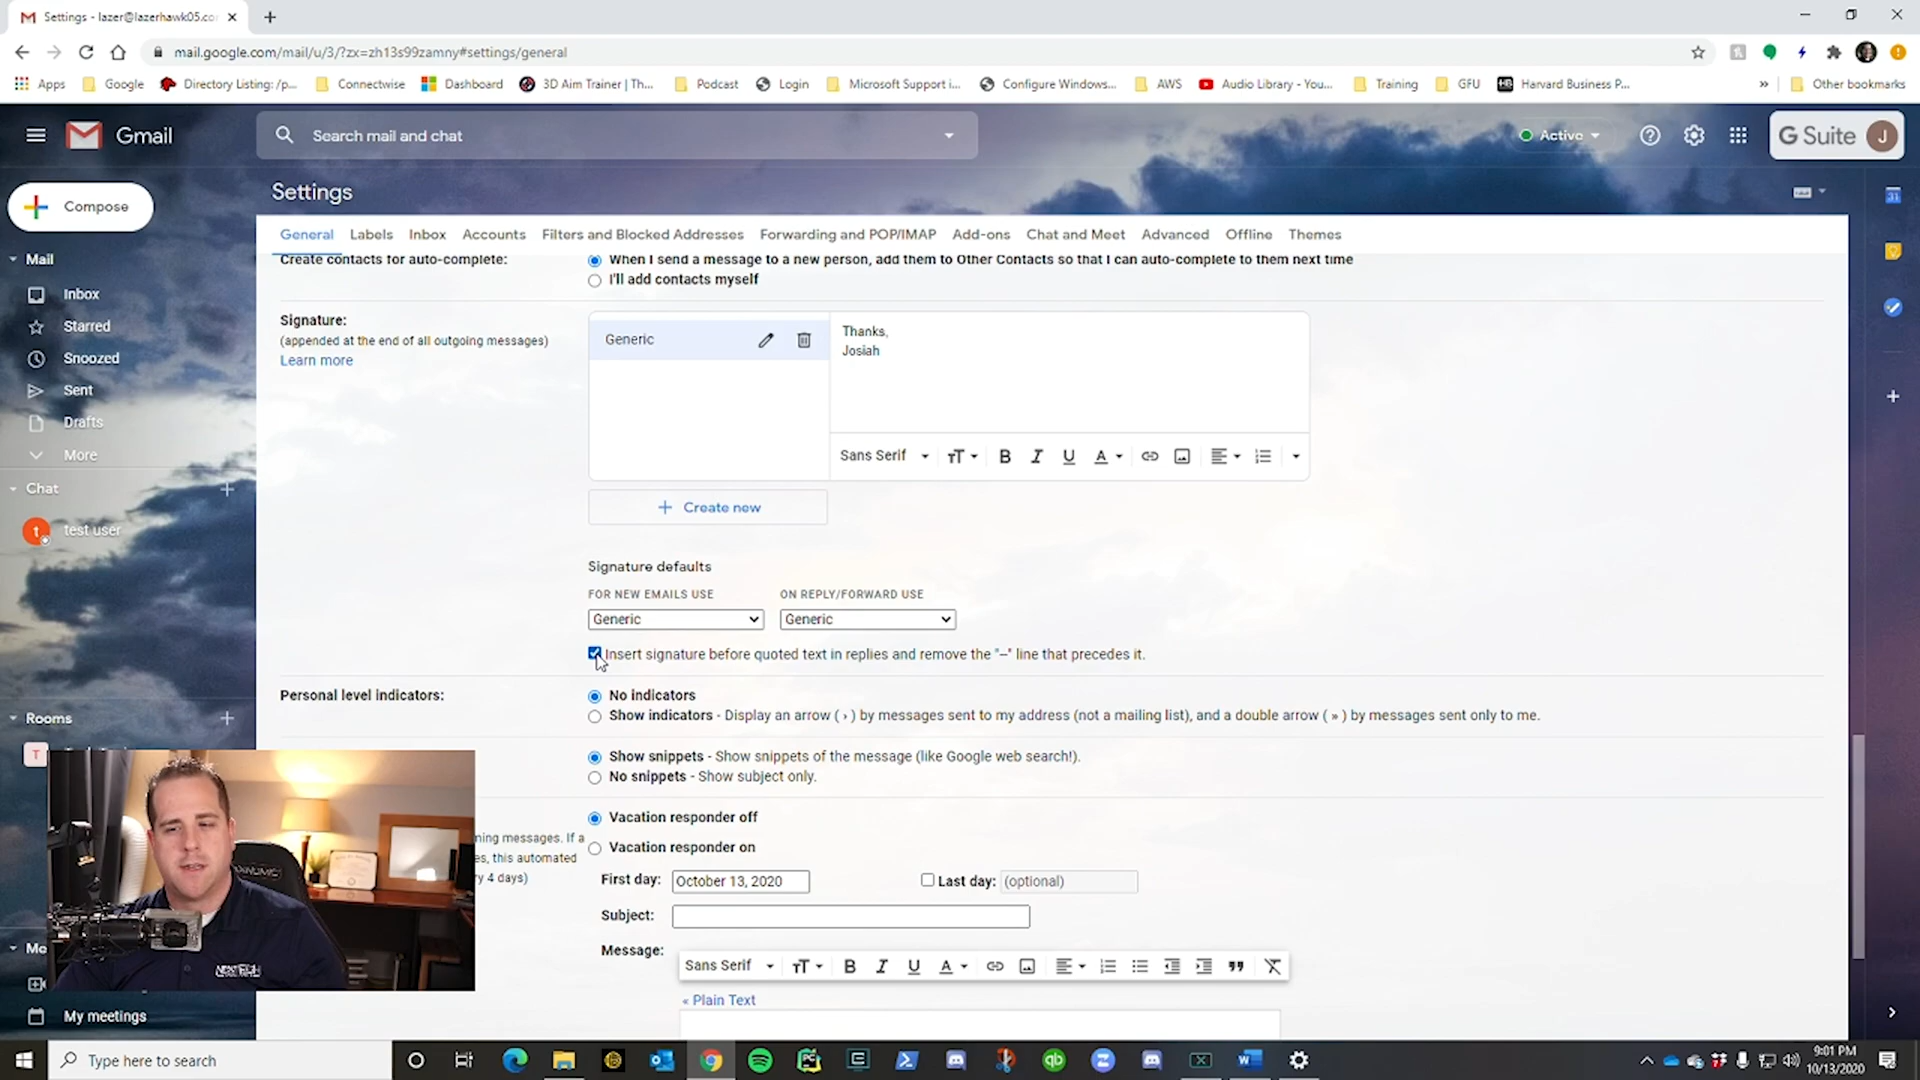 Settings - lazer@lazerhawk05.co
mail.google.com/mail/u/3/?zx=zh13s99zamny#settings/general
Apps Google Directory Listing: /p... Connectwise Dashboard 3D Aim Trainer | Th... Podcast Login Microsoft Support i... Configure Windows... AWS Audio Library - You... Training GFU Harvard Business P... » Other bookmarks
Gmail
Search mail and chat
Active
G Suite J
Settings
Compose
General Labels Inbox Accounts Filters and Blocked Addresses Forwarding and POP/IMAP Add-ons Chat and Meet Advanced Offline Themes
Mail
Inbox
Starred
Snoozed
Sent
Drafts
More
Chat
t test user
Rooms
T
Me
My meetings
Create contacts for auto-complete:
When I send a message to a new person, add them to Other Contacts so that I can auto-complete to them next time
I'll add contacts myself
Signature:
(appended at the end of all outgoing messages)
Learn more
Generic
Thanks,
Josiah
Sans Serif
Create new
Signature defaults
FOR NEW EMAILS USE ON REPLY/FORWARD USE
Generic Generic
Insert signature before quoted text in replies and remove the "--" line that precedes it.
Personal level indicators:
No indicators
Show indicators - Display an arrow ( › ) by messages sent to my address (not a mailing list), and a double arrow ( » ) by messages sent only to me.
Show snippets - Show snippets of the message (like Google web search!).
No snippets - Show subject only.
Vacation responder off
ning messages. If a
es, this automated
y 4 days)
Vacation responder on
First day: October 13, 2020 Last day: (optional)
Subject:
Message:
Sans Serif
« Plain Text
Type here to search
9:01 PM
10/13/2020